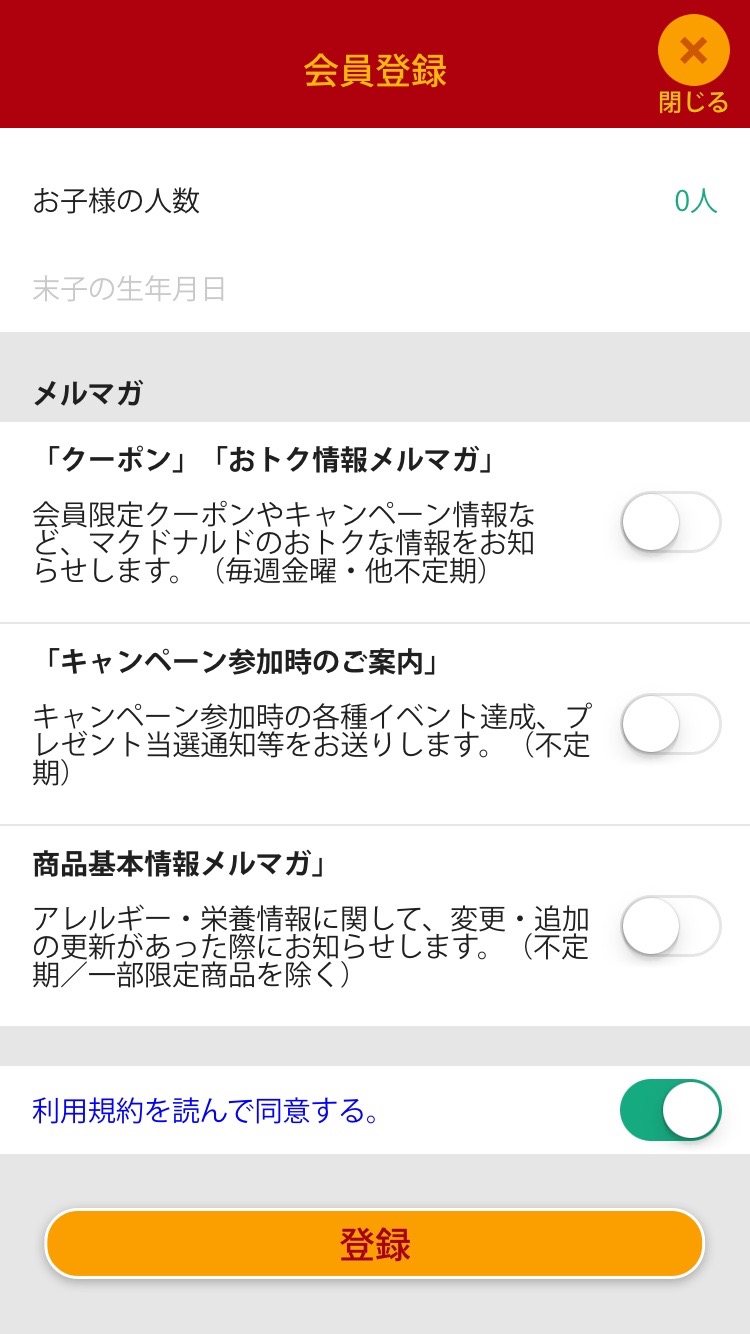 会員登録
閉じる
お子様の人数 0人
末子の生年月日
メルマガ
「クーポン」「おトク情報メルマガ」
会員限定クーポンやキャンペーン情報な
ど、マクドナルドのおトクな情報をお知
らせします。（毎週金曜・他不定期）
「キャンペーン参加時のご案内」
キャンペーン参加時の各種イベント達成、プ
レゼント当選通知等をお送りします。（不定
期）
商品基本情報メルマガ」
アレルギー・栄養情報に関して、変更・追加
の更新があった際にお知らせします。（不定
期／一部限定商品を除く）
利用規約を読んで同意する。
登録